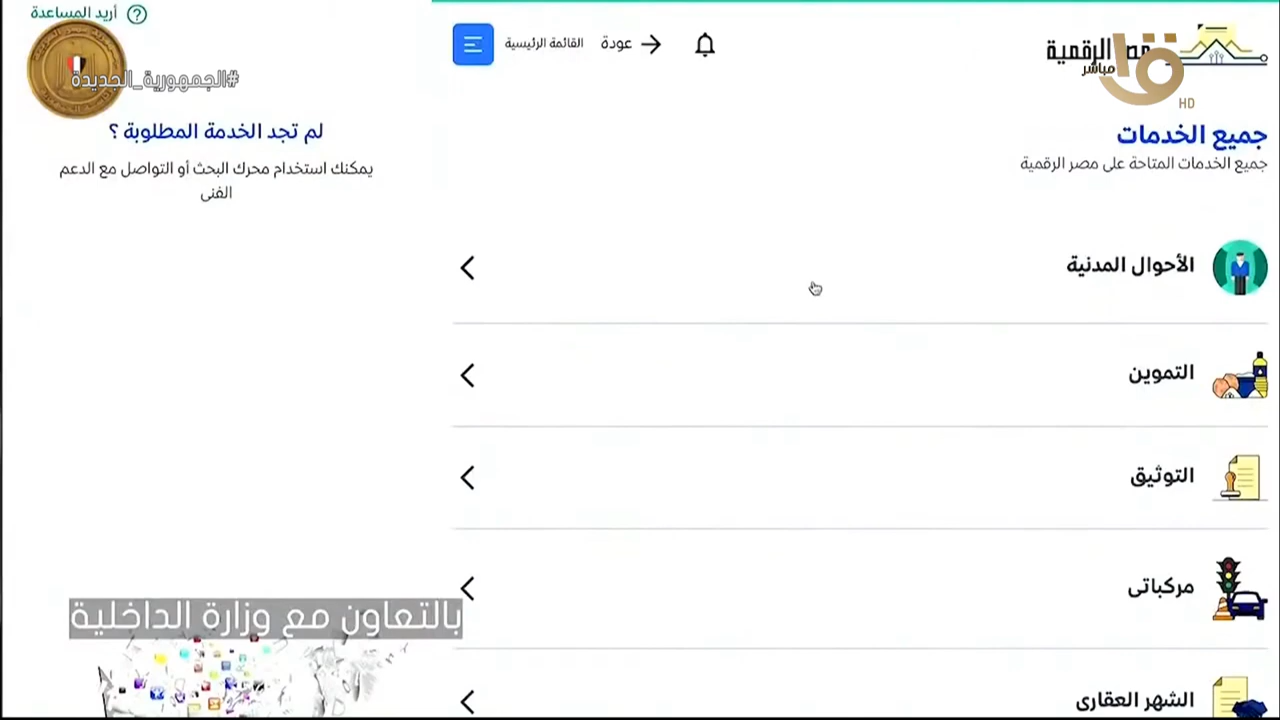 أريد المساعدة
#الجمهورية_الجديدة
لم تجد الخدمة المطلوبة ؟
يمكنك استخدام محرك البحث أو التواصل مع الدعم
الفنى
القائمة الرئيسية
عودة
مصر الرقمية
مباشر
HD
جميع الخدمات
جميع الخدمات المتاحة على مصر الرقمية
الأحوال المدنية
التموين
التوثيق
مركباتى
الشهر العقارى
بالتعاون مع وزارة الداخلية